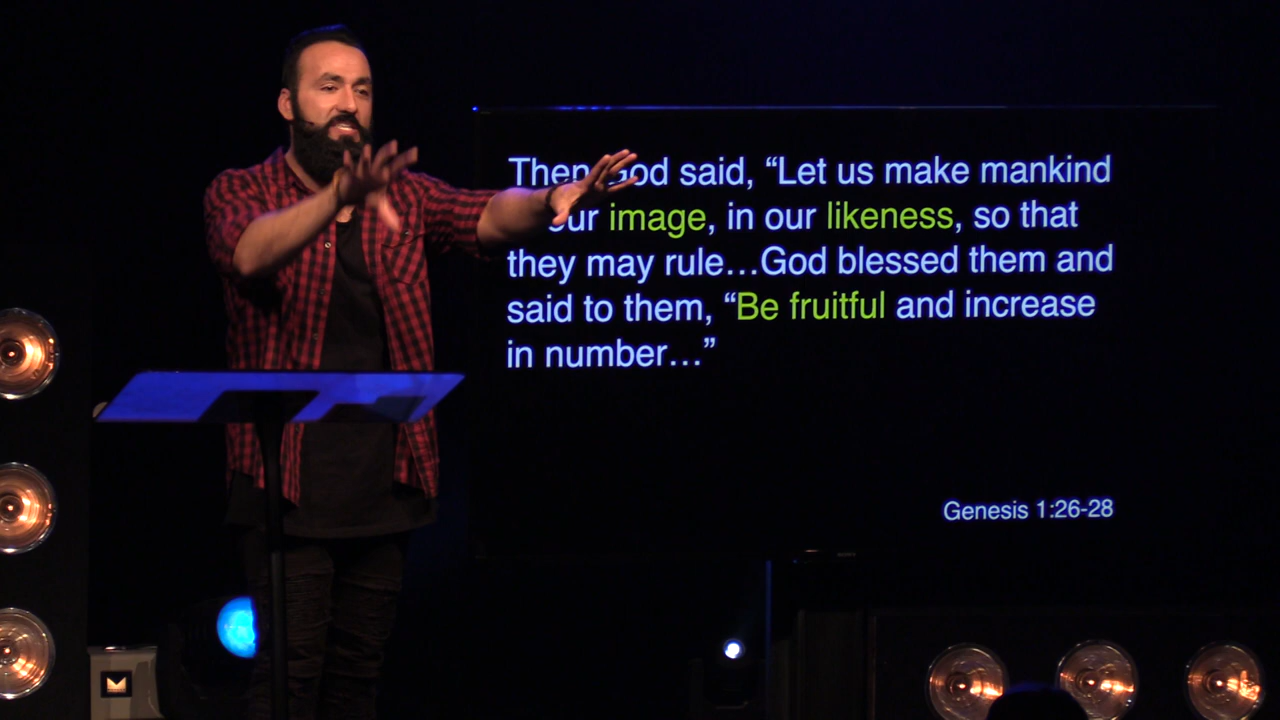 Then God said, “Let us make mankind
our image, in our likeness, so that
they may rule…God blessed them and
said to them, “Be fruitful and increase
in number…”
Genesis 1:26-28